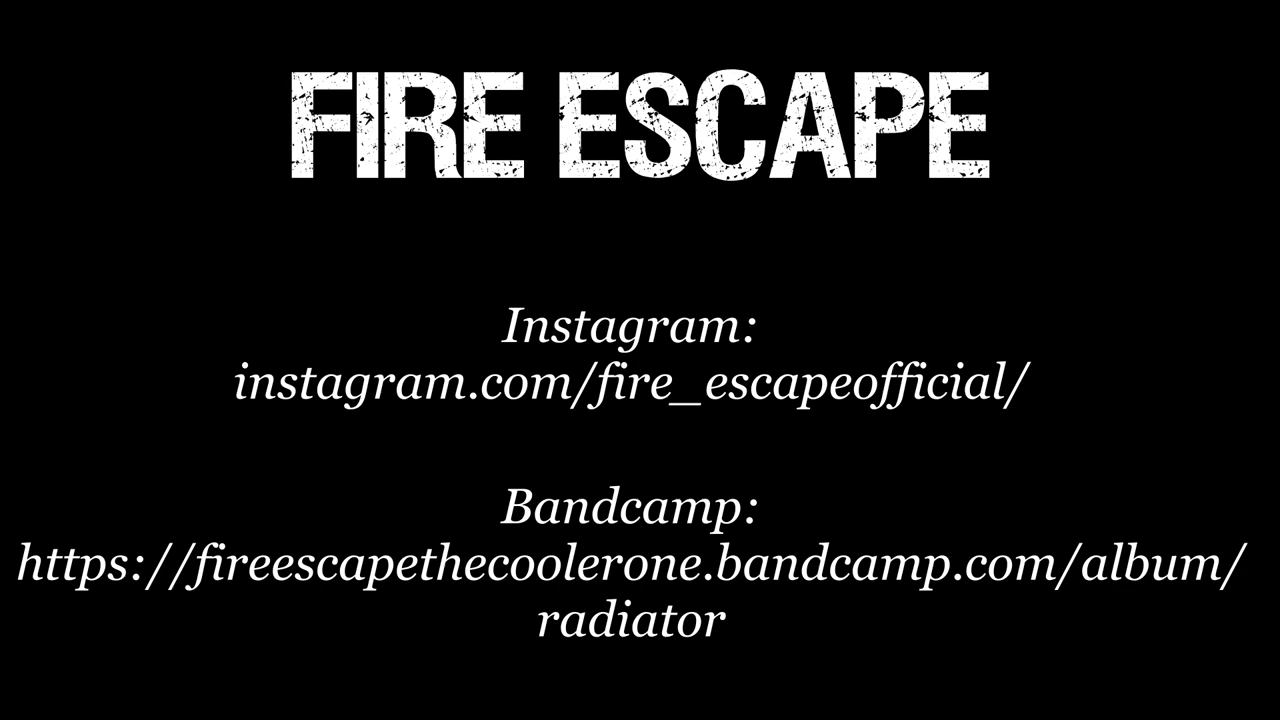 FIRE ESCAPE
Instagram:
instagram.com/fire_escapeofficial/
Bandcamp:
https://fireescapethecoolerone.bandcamp.com/album/
radiator